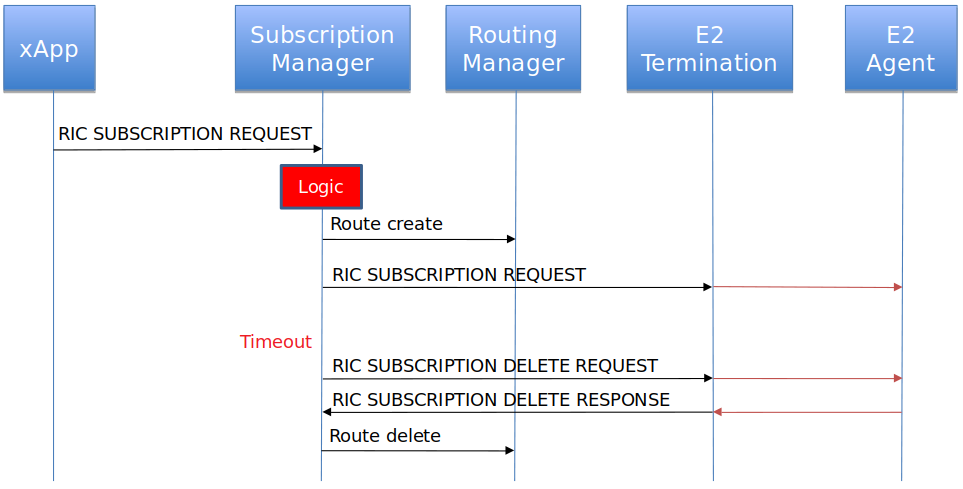 xApp
Subscription
Manager
Routing
Manager
E2
Termination
E2
Agent
RIC SUBSCRIPTION REQUEST
Logic
Route create
RIC SUBSCRIPTION REQUEST
Timeout
RIC SUBSCRIPTION DELETE REQUEST
RIC SUBSCRIPTION DELETE RESPONSE
Route delete